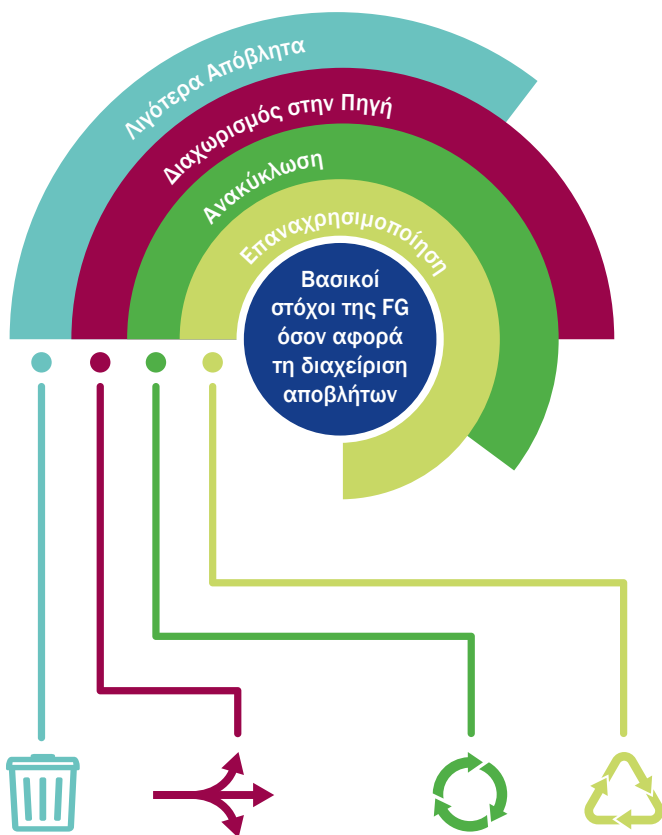 Λιγότερα Απόβλητα
Διαχωρισμός στην Πηγή
Ανακύκλωση
Επαναχρησιμοποίηση
Βασικοί
στόχοι της FG
όσον αφορά
τη διαχείριση
αποβλήτων